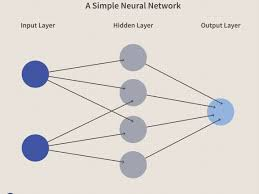 A Simple Neural Network
Input Layer Hidden Layer Output Layer